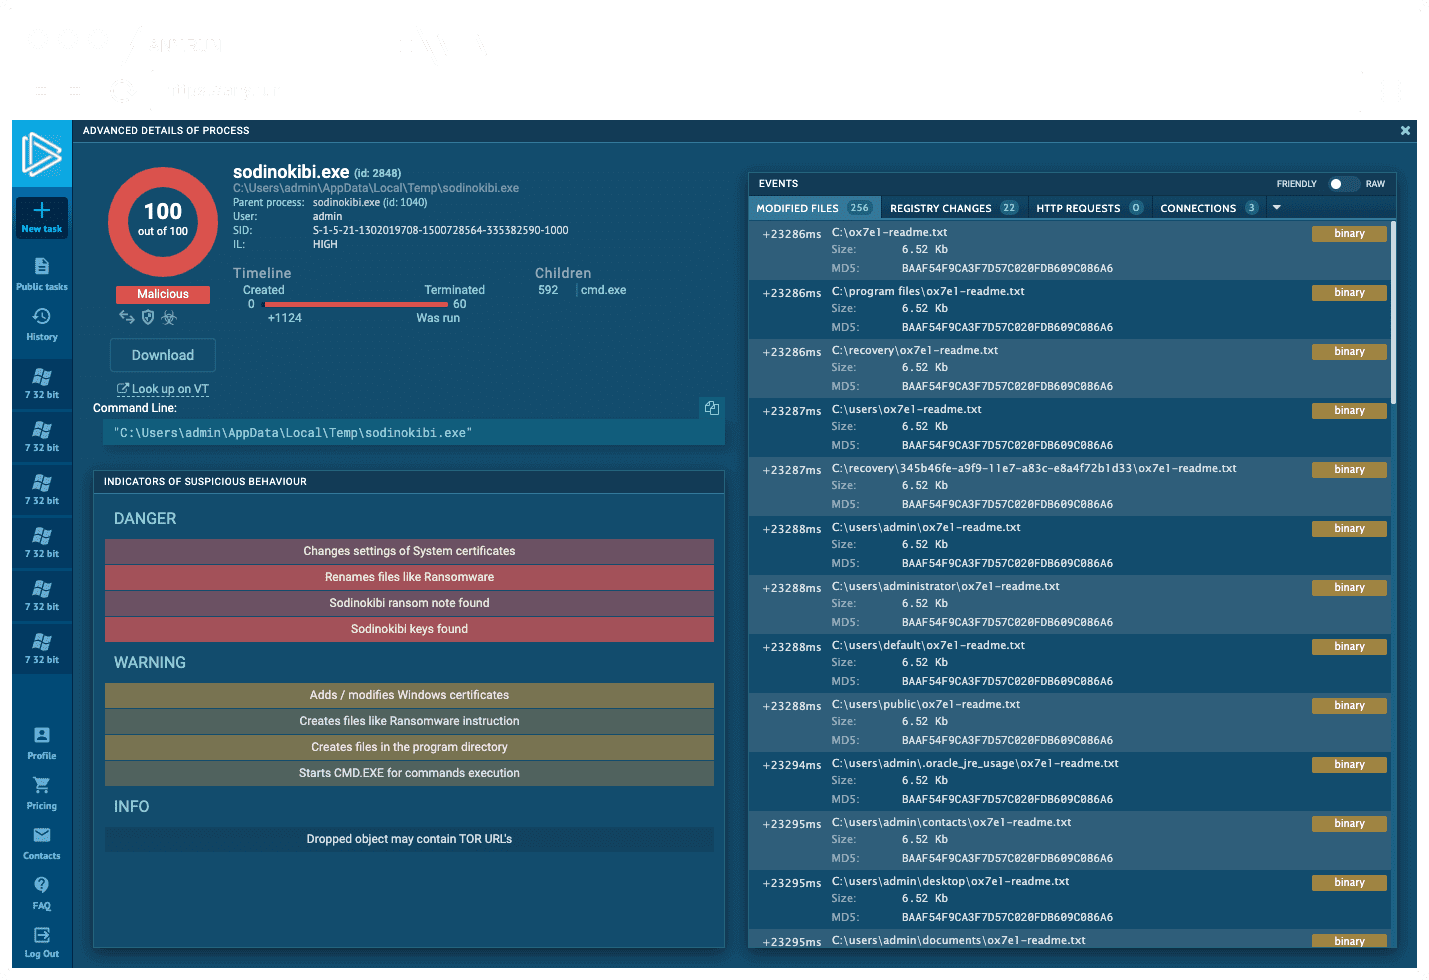 ADVANCED DETAILS OF PROCESS
New task
Public tasks
History
7 32 bit
7 32 bit
7 32 bit
7 32 bit
7 32 bit
7 32 bit
Profile
Pricing
Contacts
FAQ
Log Out
100
out of 100
Malicious
Download
Look up on VT
sodinokibi.exe (id: 2848)
C:\Users\admin\AppData\Local\Temp\sodinokibi.exe
Parent process: sodinokibi.exe (id: 1040)
User: admin
SID: S-1-5-21-1302019708-1500728564-335382590-1000
IL: HIGH
Timeline
Created Terminated
0 60
+1124 Was run
Children
592 cmd.exe
Command Line:
"C:\Users\admin\AppData\Local\Temp\sodinokibi.exe"
INDICATORS OF SUSPICIOUS BEHAVIOUR
DANGER
Changes settings of System certificates
Renames files like Ransomware
Sodinokibi ransom note found
Sodinokibi keys found
WARNING
Adds / modifies Windows certificates
Creates files like Ransomware instruction
Creates files in the program directory
Starts CMD.EXE for commands execution
INFO
Dropped object may contain TOR URL's
EVENTS FRIENDLY RAW
MODIFIED FILES 256 REGISTRY CHANGES 22 HTTP REQUESTS 0 CONNECTIONS 3
+23286ms C:\ox7e1-readme.txt binary
Size: 6.52 Kb
MD5: BAAF54F9CA3F7D57C020FDB609C086A6
+23286ms C:\program files\ox7e1-readme.txt binary
Size: 6.52 Kb
MD5: BAAF54F9CA3F7D57C020FDB609C086A6
+23286ms C:\recovery\ox7e1-readme.txt binary
Size: 6.52 Kb
MD5: BAAF54F9CA3F7D57C020FDB609C086A6
+23287ms C:\users\ox7e1-readme.txt binary
Size: 6.52 Kb
MD5: BAAF54F9CA3F7D57C020FDB609C086A6
+23287ms C:\recovery\345b46fe-a9f9-11e7-a83c-e8a4f72b1d33\ox7e1-readme.txt binary
Size: 6.52 Kb
MD5: BAAF54F9CA3F7D57C020FDB609C086A6
+23288ms C:\users\admin\ox7e1-readme.txt binary
Size: 6.52 Kb
MD5: BAAF54F9CA3F7D57C020FDB609C086A6
+23288ms C:\users\administrator\ox7e1-readme.txt binary
Size: 6.52 Kb
MD5: BAAF54F9CA3F7D57C020FDB609C086A6
+23288ms C:\users\default\ox7e1-readme.txt binary
Size: 6.52 Kb
MD5: BAAF54F9CA3F7D57C020FDB609C086A6
+23288ms C:\users\public\ox7e1-readme.txt binary
Size: 6.52 Kb
MD5: BAAF54F9CA3F7D57C020FDB609C086A6
+23294ms C:\users\admin\.oracle_jre_usage\ox7e1-readme.txt binary
Size: 6.52 Kb
MD5: BAAF54F9CA3F7D57C020FDB609C086A6
+23295ms C:\users\admin\contacts\ox7e1-readme.txt binary
Size: 6.52 Kb
MD5: BAAF54F9CA3F7D57C020FDB609C086A6
+23295ms C:\users\admin\desktop\ox7e1-readme.txt binary
Size: 6.52 Kb
MD5: BAAF54F9CA3F7D57C020FDB609C086A6
+23295ms C:\users\admin\documents\ox7e1-readme.txt binary